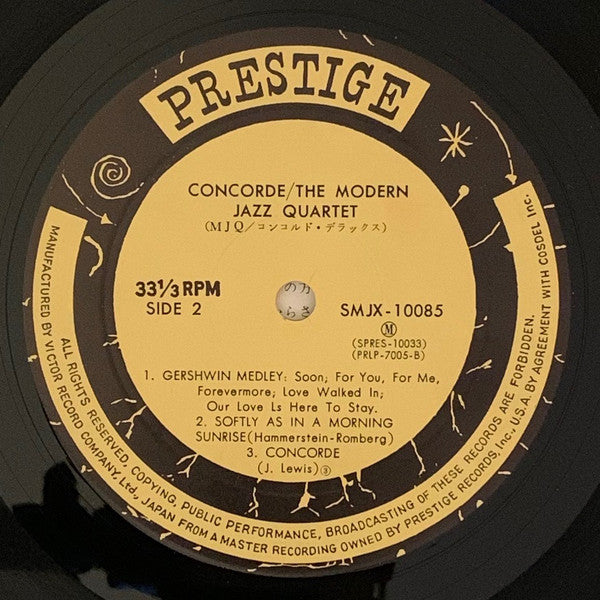 PRESTIGE
CONCORDE/THE MODERN
JAZZ QUARTET
(MJQ/コンコルド・デラックス)
33⅓ RPM
SIDE 2
SMJX-10085
Ⓜ
(SPRES-10033)
(PRLP-7005-B)
1. GERSHWIN MEDLEY: Soon; For You, For Me,
Forevermore; Love Walked In;
Our Love Ls Here To Stay.
2. SOFTLY AS IN A MORNING
SUNRISE(Hammerstein-Romberg)
3. CONCORDE
(J. Lewis)③
MANUFACTURED BY VICTOR RECORD COMPANY, Ltd., JAPAN FROM A MASTER RECORDING OWNED BY PRESTIGE RECORDS, Inc., U.S.A. BY AGREEMENT WITH COSDEL Inc.
ALL RIGHTS RESERVED, COPYING, PUBLIC PERFORMANCE, BROADCASTING OF THESE RECORDS ARE FORBIDDEN.